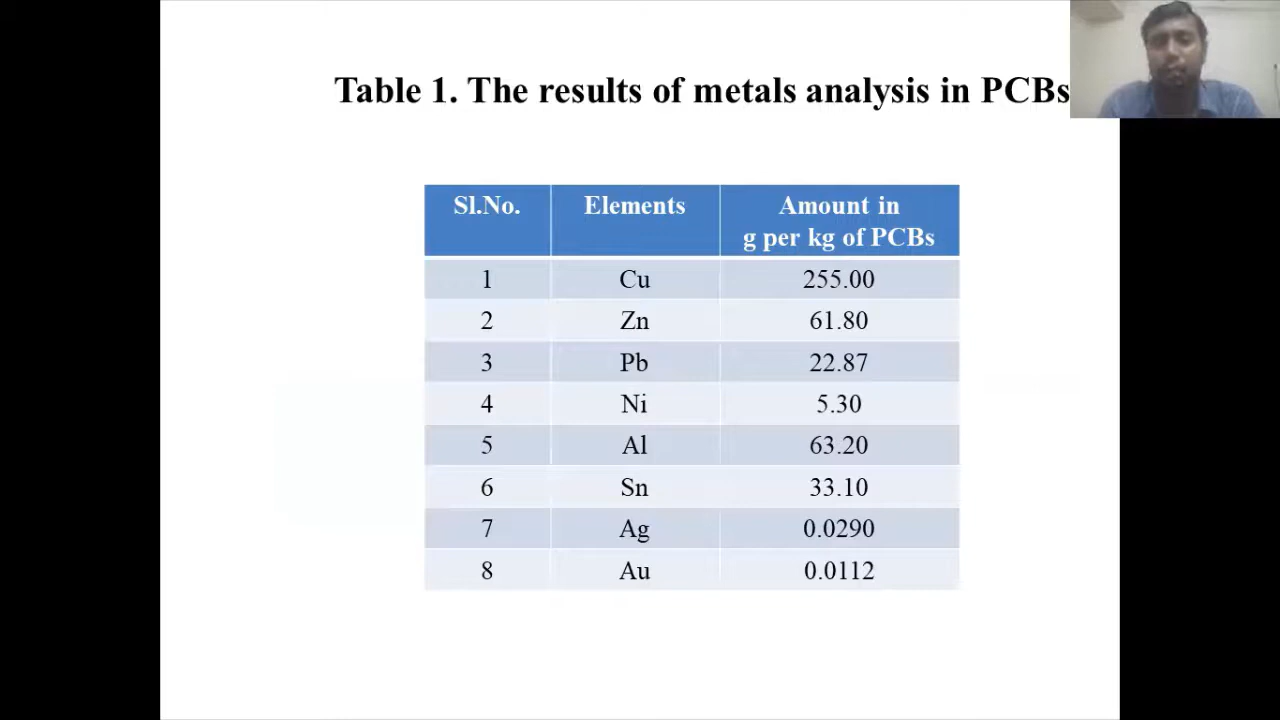 Table 1. The results of metals analysis in PCBs
Sl.No. Elements Amount in
g per kg of PCBs
1 Cu 255.00
2 Zn 61.80
3 Pb 22.87
4 Ni 5.30
5 Al 63.20
6 Sn 33.10
7 Ag 0.0290
8 Au 0.0112